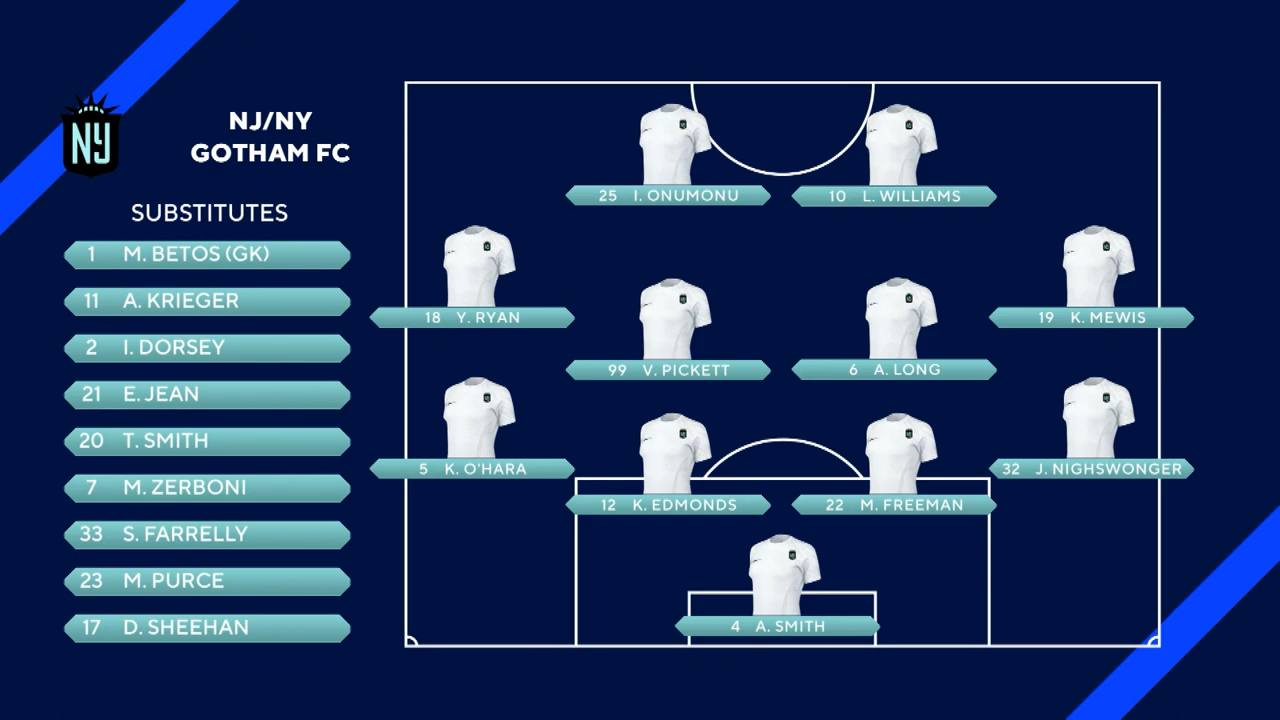 NY
NJ/NY
GOTHAM FC
SUBSTITUTES
1 M. BETOS (GK)
11 A. KRIEGER
2 I. DORSEY
21 E. JEAN
20 T. SMITH
7 M. ZERBONI
33 S. FARRELLY
23 M. PURCE
17 D. SHEEHAN
25 I. ONUMONU
10 L. WILLIAMS
18 Y. RYAN
19 K. MEWIS
99 V. PICKETT
6 A. LONG
5 K. O'HARA
32 J. NIGHSWONGER
12 K. EDMONDS
22 M. FREEMAN
4 A. SMITH